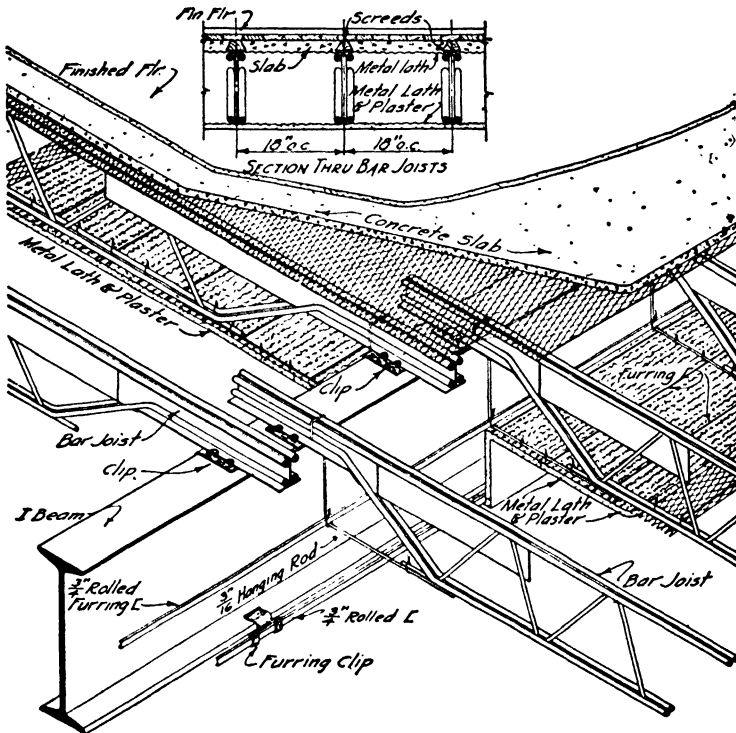 Fin Flr.
Screeds
Finished Flr.
Slab
Metal lath
Metal Lath
& Plaster
18" o.c.
18" o.c.
SECTION THRU BAR JOISTS
Concrete Slab
Metal Lath & Plaster
Furring C
Clip
Bar Joist
Clip.
I Beam
Metal Lath
& Plaster
Bar Joist
3/4" Rolled
Furring C
3/16" Hanging Rod
3/4" Rolled C
Furring Clip